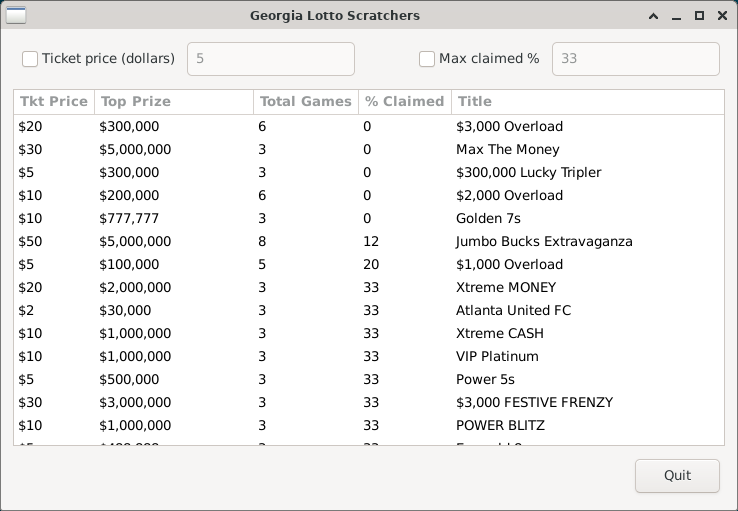 Georgia Lotto Scratchers
Ticket price (dollars) 5 Max claimed % 33
Tkt Price Top Prize Total Games % Claimed Title
$20 $300,000 6 0 $3,000 Overload
$30 $5,000,000 3 0 Max The Money
$5 $300,000 3 0 $300,000 Lucky Tripler
$10 $200,000 6 0 $2,000 Overload
$10 $777,777 3 0 Golden 7s
$50 $5,000,000 8 12 Jumbo Bucks Extravaganza
$5 $100,000 5 20 $1,000 Overload
$20 $2,000,000 3 33 Xtreme MONEY
$2 $30,000 3 33 Atlanta United FC
$10 $1,000,000 3 33 Xtreme CASH
$10 $1,000,000 3 33 VIP Platinum
$5 $500,000 3 33 Power 5s
$30 $3,000,000 3 33 $3,000 FESTIVE FRENZY
$10 $1,000,000 3 33 POWER BLITZ
Quit